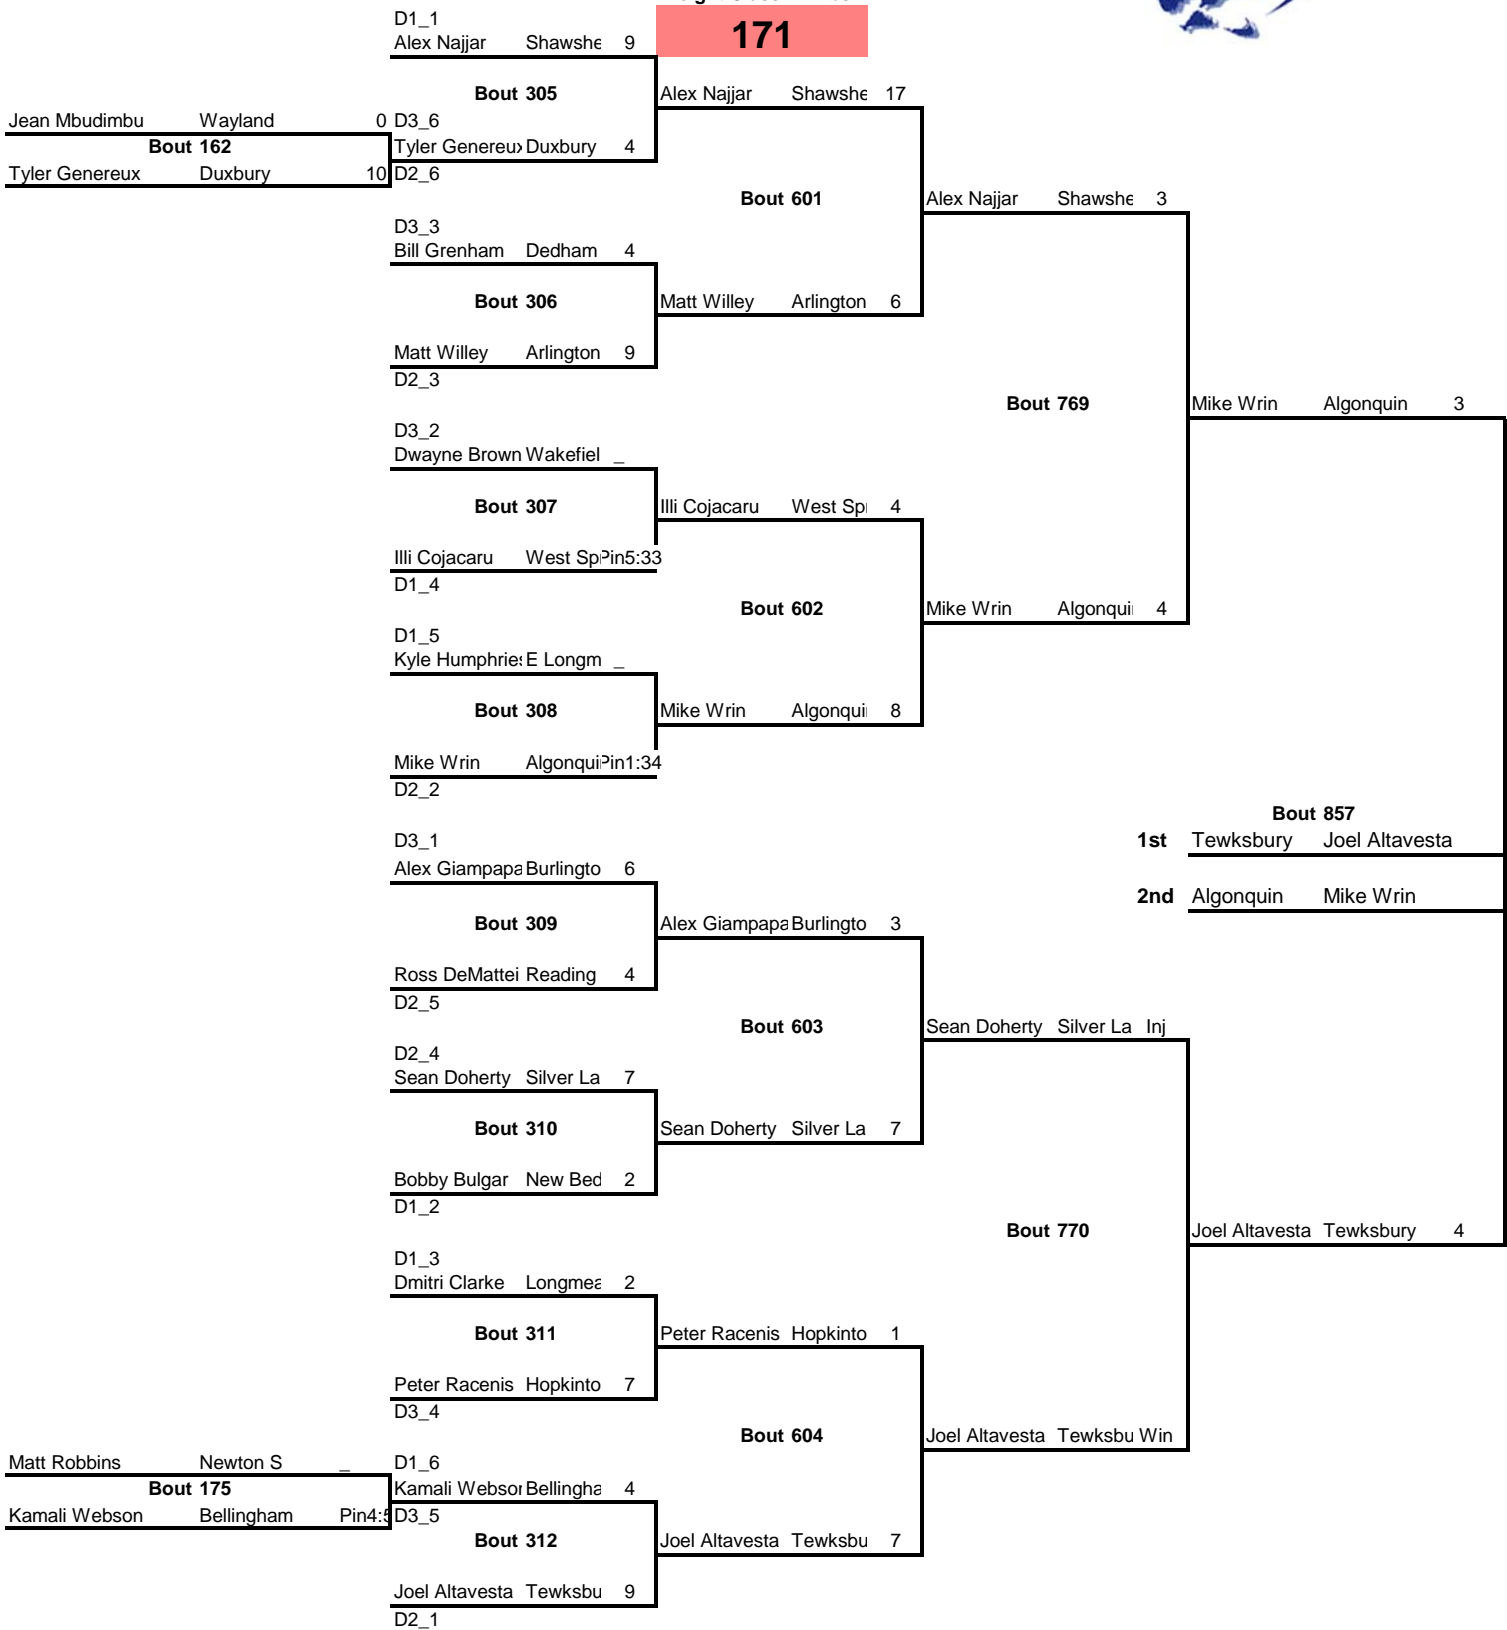 171
D1_1
Alex Najjar Shawshe 9
Bout 305
Alex Najjar Shawshe 17
Jean Mbudimbu Wayland 0 D3_6
Bout 162
Tyler Genereux Duxbury 4
Tyler Genereux Duxbury 10 D2_6
Bout 601
Alex Najjar Shawshe 3
D3_3
Bill Grenham Dedham 4
Bout 306
Matt Willey Arlington 6
Matt Willey Arlington 9
D2_3
Bout 769
Mike Wrin Algonquin 3
D3_2
Dwayne Brown Wakefiel _
Bout 307
Illi Cojacaru West Sp 4
Illi Cojacaru West Sp Pin5:33
D1_4
Bout 602
Mike Wrin Algonqui 4
D1_5
Kyle Humphries E Longm _
Bout 308
Mike Wrin Algonqui 8
Mike Wrin Algonqui Pin1:34
D2_2
Bout 857
D3_1
1st Tewksbury Joel Altavesta
Alex Giampapa Burlingto 6
2nd Algonquin Mike Wrin
Bout 309
Alex Giampapa Burlingto 3
Ross DeMattei Reading 4
D2_5
Bout 603
Sean Doherty Silver La Inj
D2_4
Sean Doherty Silver La 7
Bout 310
Sean Doherty Silver La 7
Bobby Bulgar New Bed 2
D1_2
Bout 770
Joel Altavesta Tewksbury 4
D1_3
Dmitri Clarke Longmea 2
Bout 311
Peter Racenis Hopkinto 1
Peter Racenis Hopkinto 7
D3_4
Bout 604
Joel Altavesta Tewksbu Win
Matt Robbins Newton S _ D1_6
Bout 175
Kamali Webson Bellingha 4
Kamali Webson Bellingham Pin4:5 D3_5
Bout 312
Joel Altavesta Tewksbu 7
Joel Altavesta Tewksbu 9
D2_1